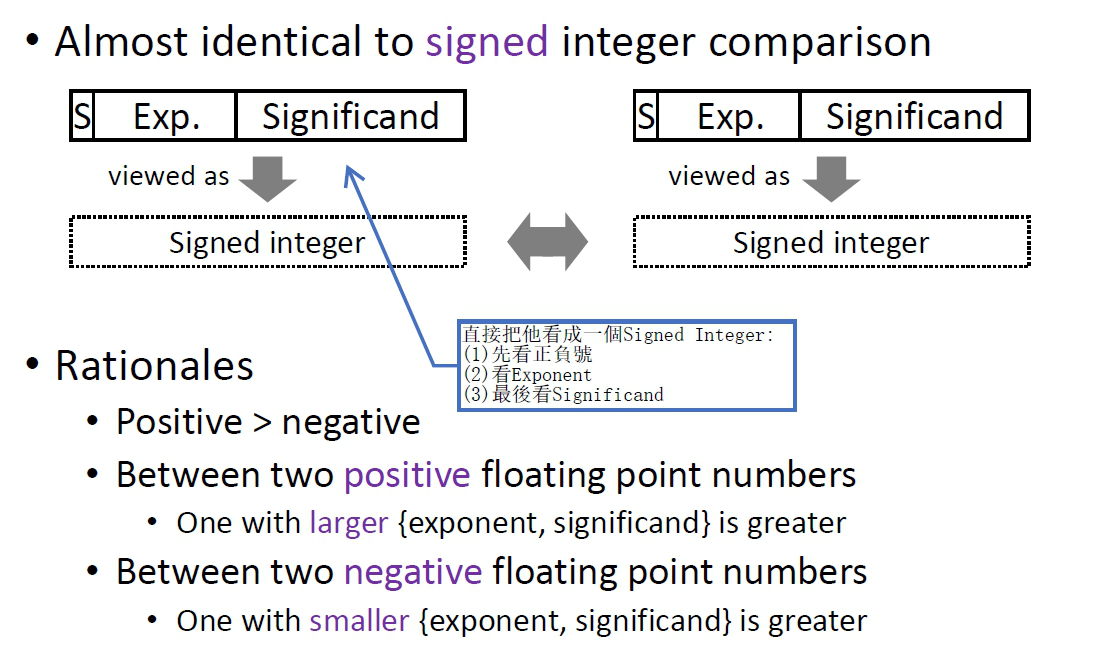 • Almost identical to signed integer comparison
S Exp. Significand
S Exp. Significand
viewed as
viewed as
Signed integer
Signed integer
直接把他看成一個Signed Integer:
(1)先看正負號
(2)看Exponent
(3)最後看Significand
• Rationales
• Positive > negative
• Between two positive floating point numbers
• One with larger {exponent, significand} is greater
• Between two negative floating point numbers
• One with smaller {exponent, significand} is greater